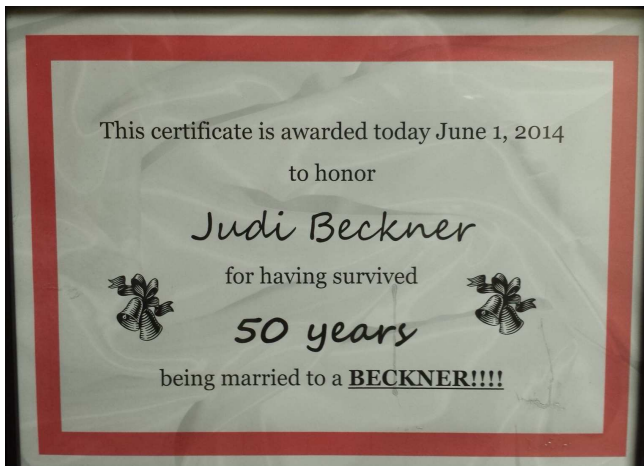 This certificate is awarded today June 1, 2014
to honor
Judi Beckner
for having survived
50 years
being married to a BECKNER!!!!